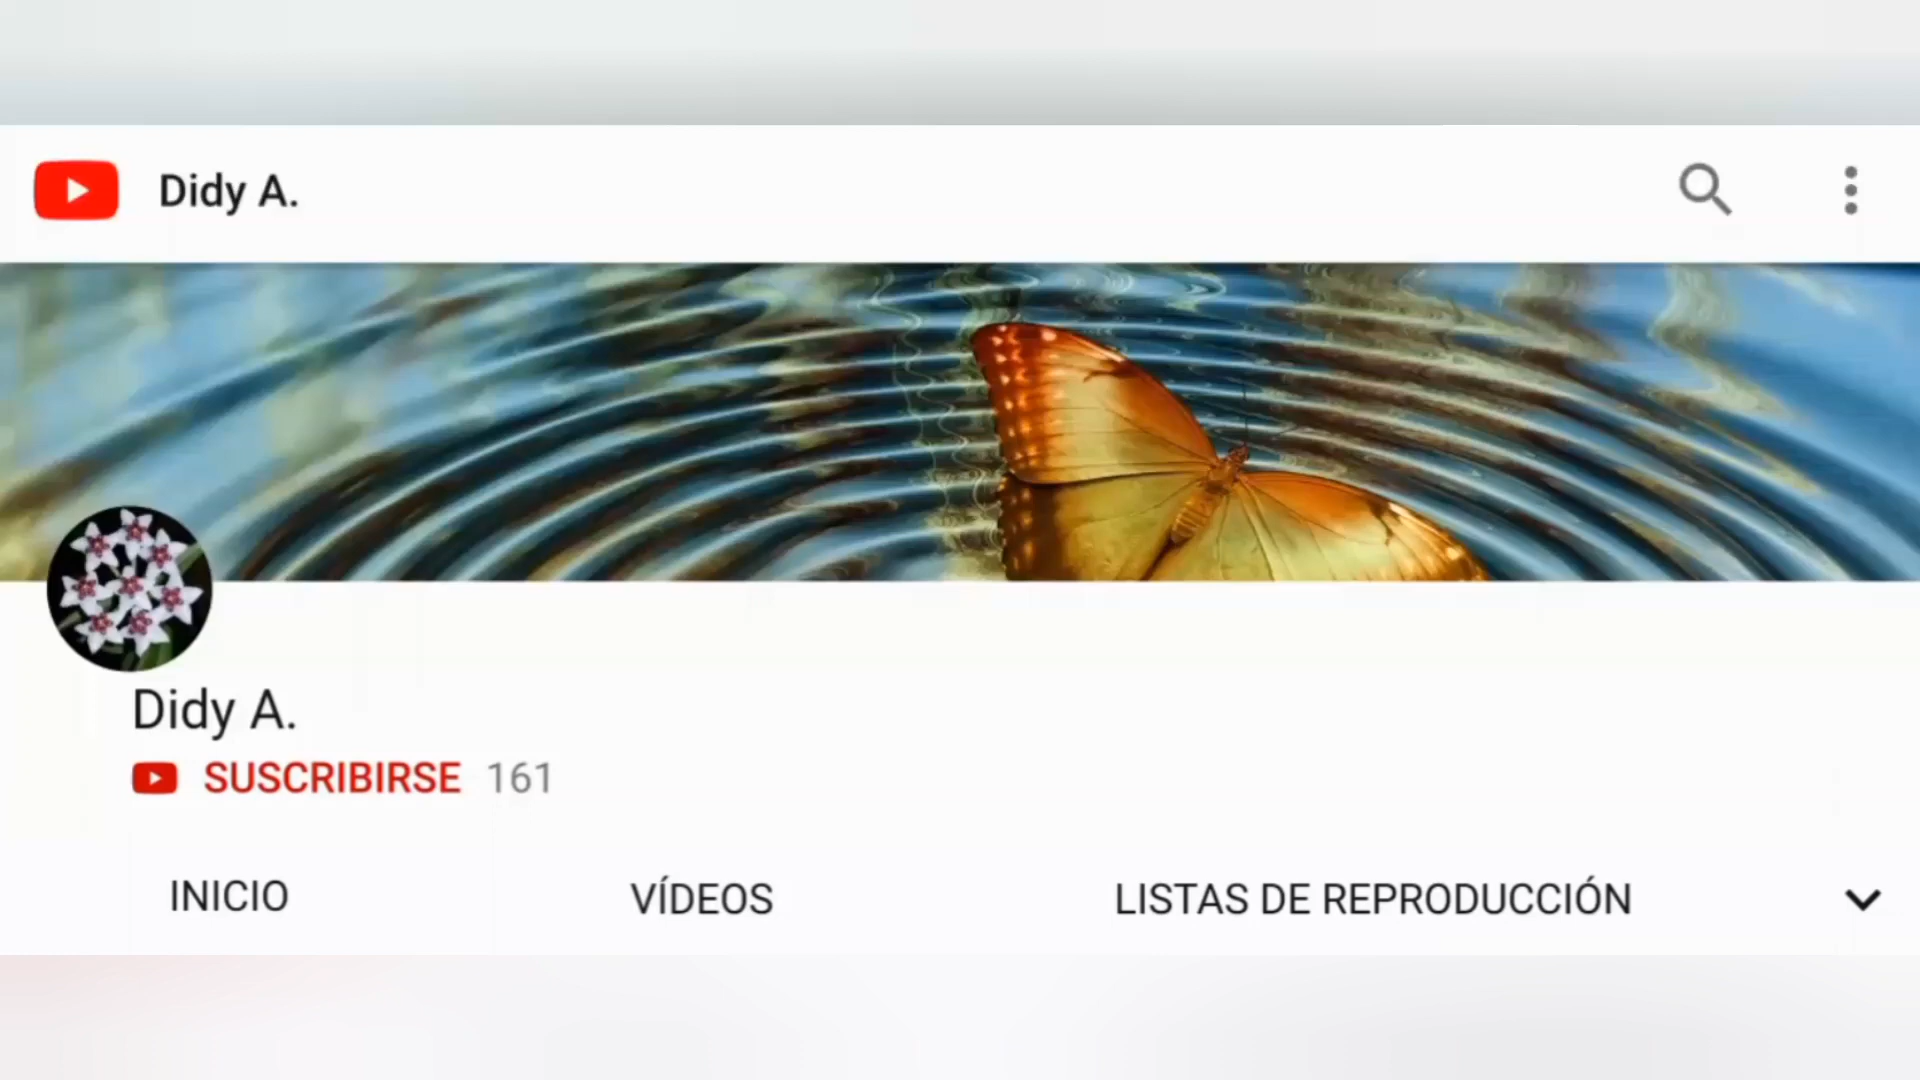 Didy A.
Didy A.
SUSCRIBIRSE 161
INICIO VÍDEOS LISTAS DE REPRODUCCIÓN